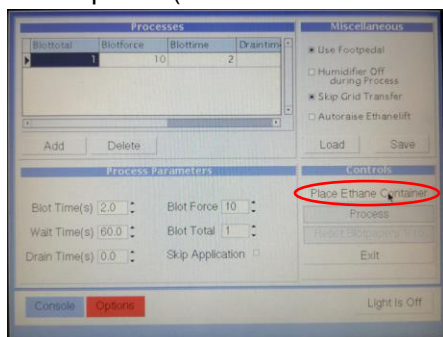 Processes
Blottotal Blotforce Blottime Draintim
1 10 2
Add Delete
Miscellaneous
Use Footpedal
Humidifier Off
during Process
Skip Grid Transfer
Autoraise Ethanelift
Load Save
Process Parameters
Blot Time(s) 2.0 Blot Force 10
Wait Time(s) 60.0 Blot Total 1
Drain Time(s) 0.0 Skip Application
Controls
Place Ethane Container
Process
Exit
Console Options Light Is Off